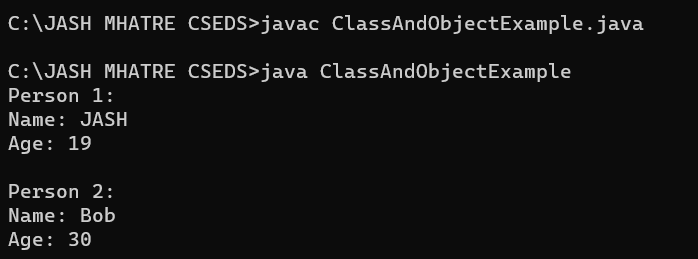 C:\JASH MHATRE CSEDS>javac ClassAndObjectExample.java
C:\JASH MHATRE CSEDS>java ClassAndObjectExample
Person 1:
Name: JASH
Age: 19
Person 2:
Name: Bob
Age: 30